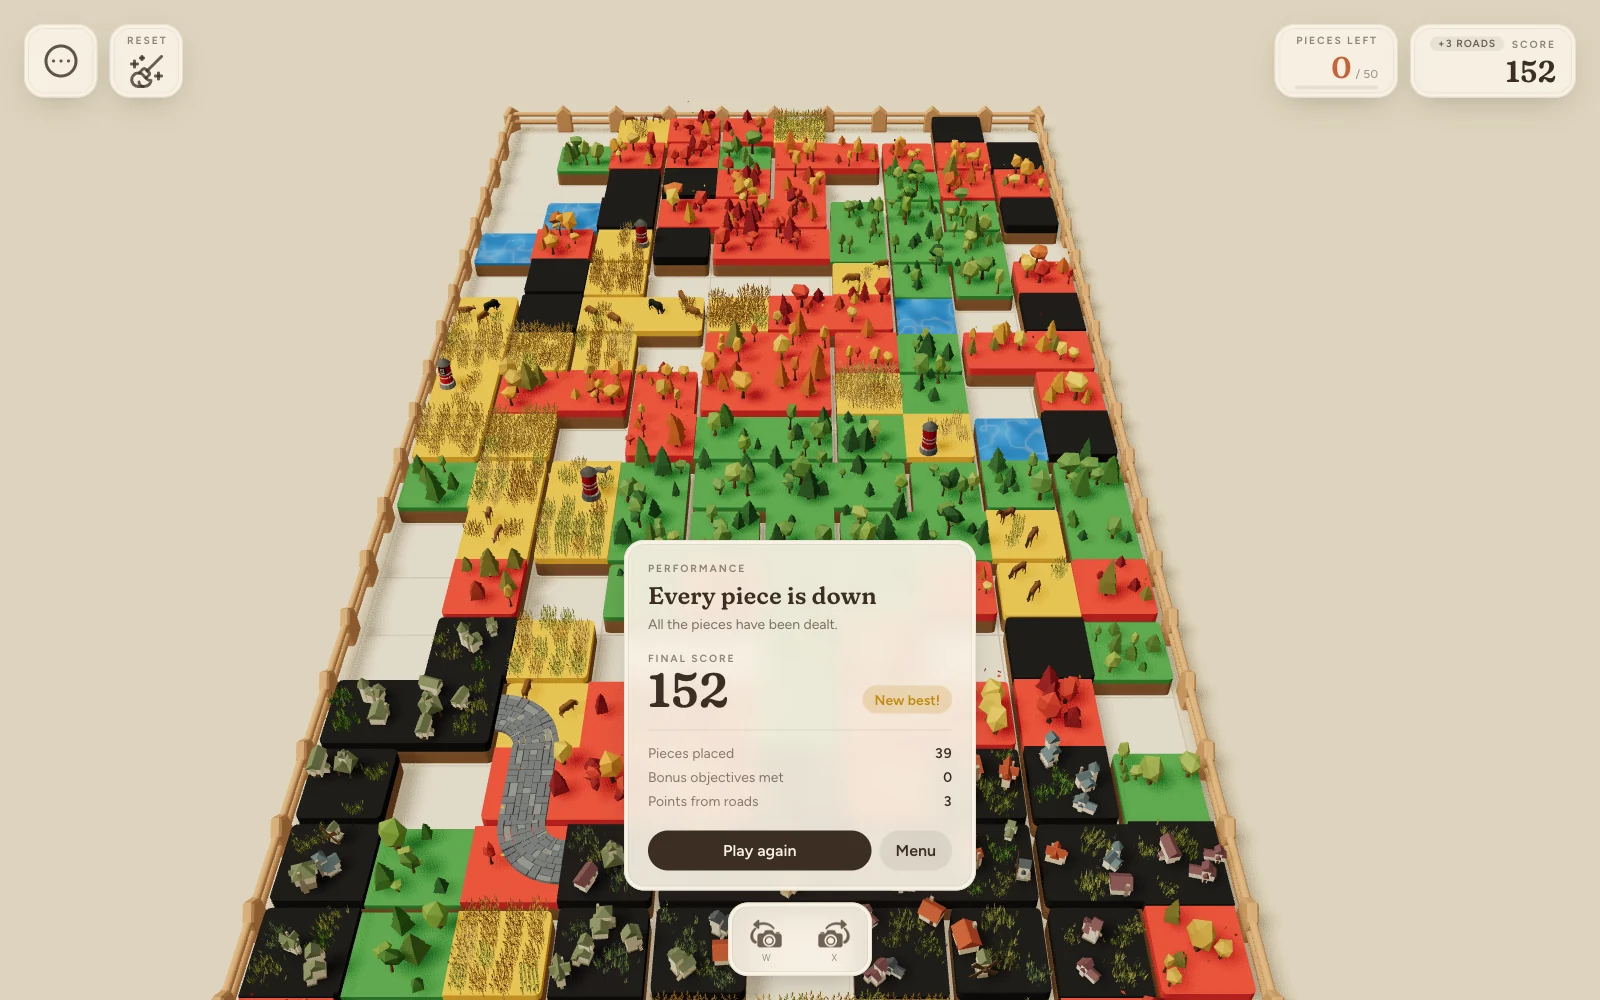 RESET
PIECES LEFT
0 / 50
+3 ROADS SCORE
152
PERFORMANCE
Every piece is down
All the pieces have been dealt.
FINAL SCORE
152
New best!
Pieces placed 39
Bonus objectives met 0
Points from roads 3
Play again
Menu
W X